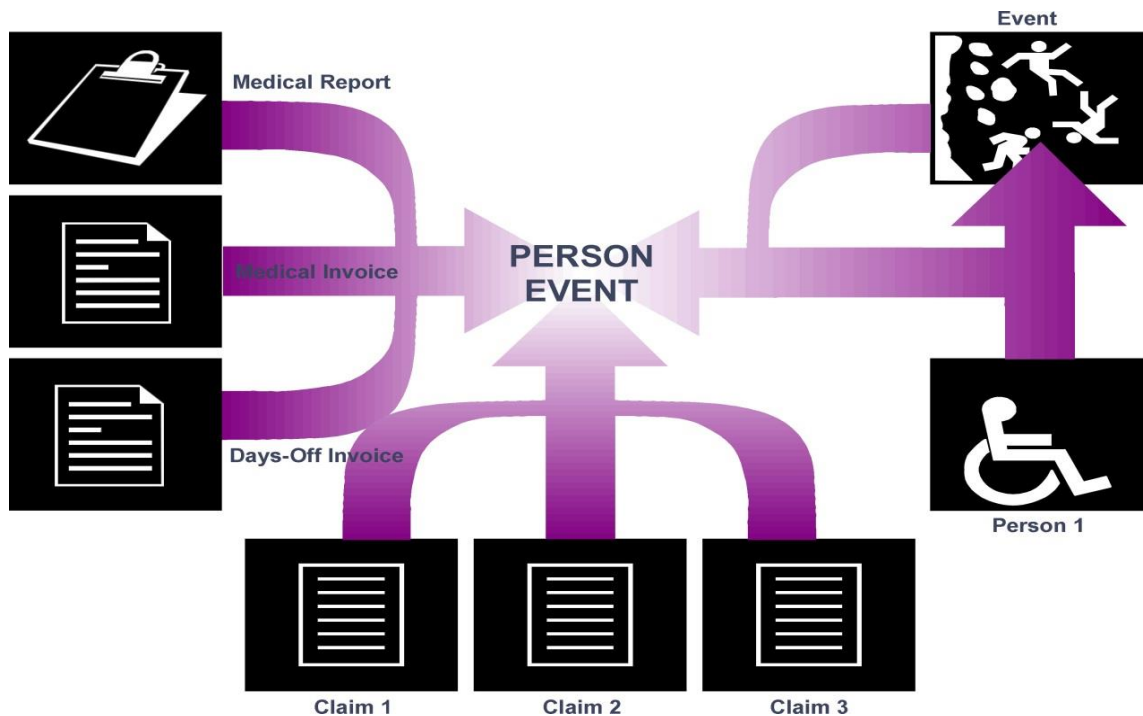 Event
Medical Report
PERSON
EVENT
Medical Invoice
Days-Off Invoice
Person 1
Claim 1
Claim 2
Claim 3